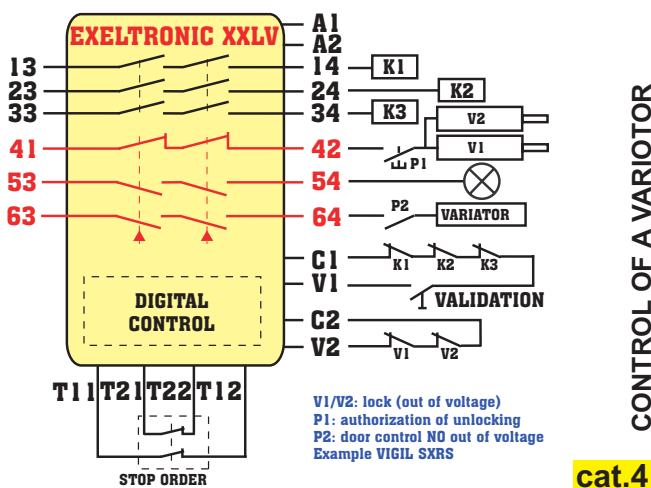 EXELTRONIC XXLV
A1
A2
13
14
K1
23
24
K2
33
34
K3
V2
41
42
P1
V1
53
54
63
64
P2
VARIATOR
C1
K1 K2 K3
V1
VALIDATION
DIGITAL
CONTROL
C2
V2
V1 V2
T11 T21 T22 T12
STOP ORDER
V1/V2: lock (out of voltage)
P1: authorization of unlocking
P2: door control NO out of voltage
Example VIGIL SXRS
CONTROL OF A VARIOTOR
cat.4